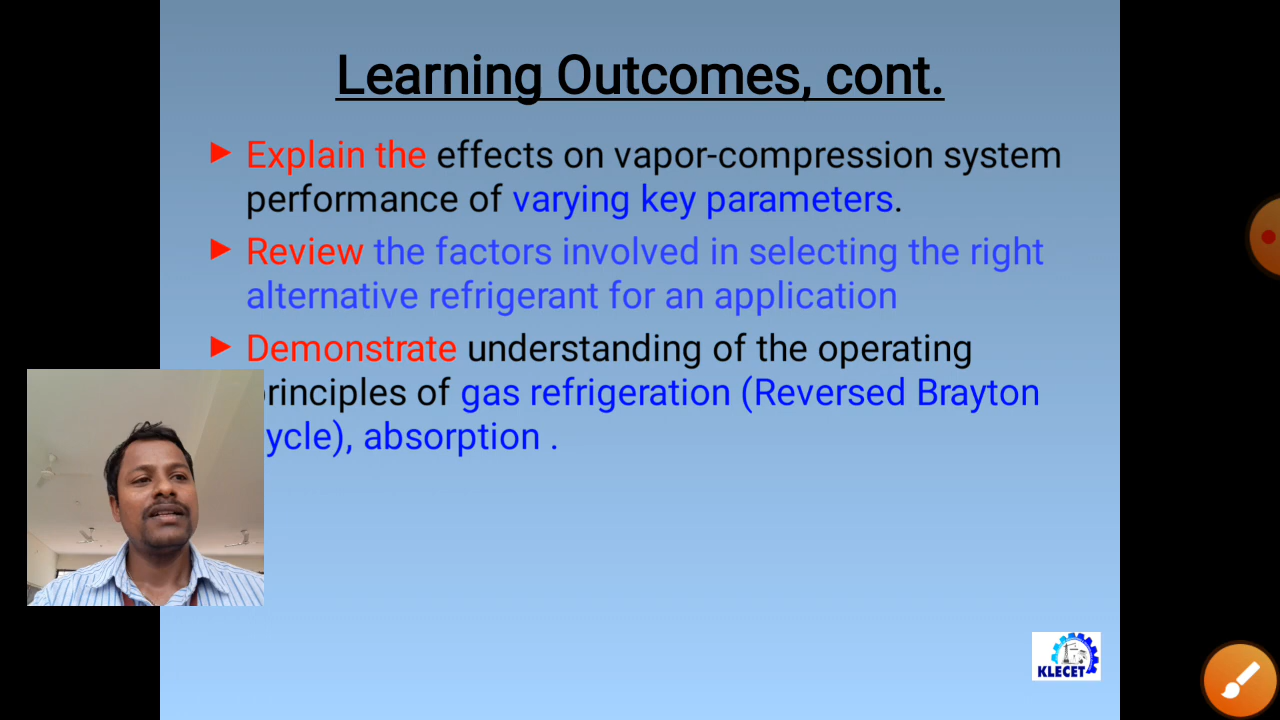 Learning Outcomes, cont.
Explain the effects on vapor-compression system
performance of varying key parameters.
Review the factors involved in selecting the right
alternative refrigerant for an application
Demonstrate understanding of the operating
principles of gas refrigeration (Reversed Brayton
ycle), absorption .
KLECET